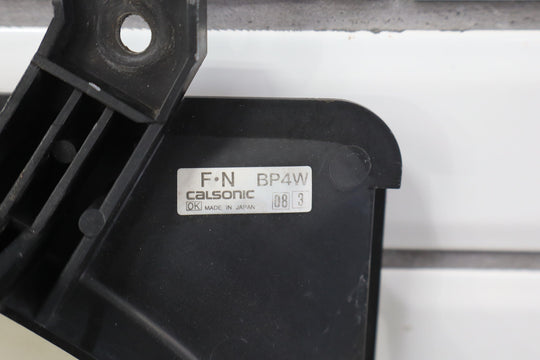 F·N BP4W
CALSONIC
OK MADE IN JAPAN 08 3